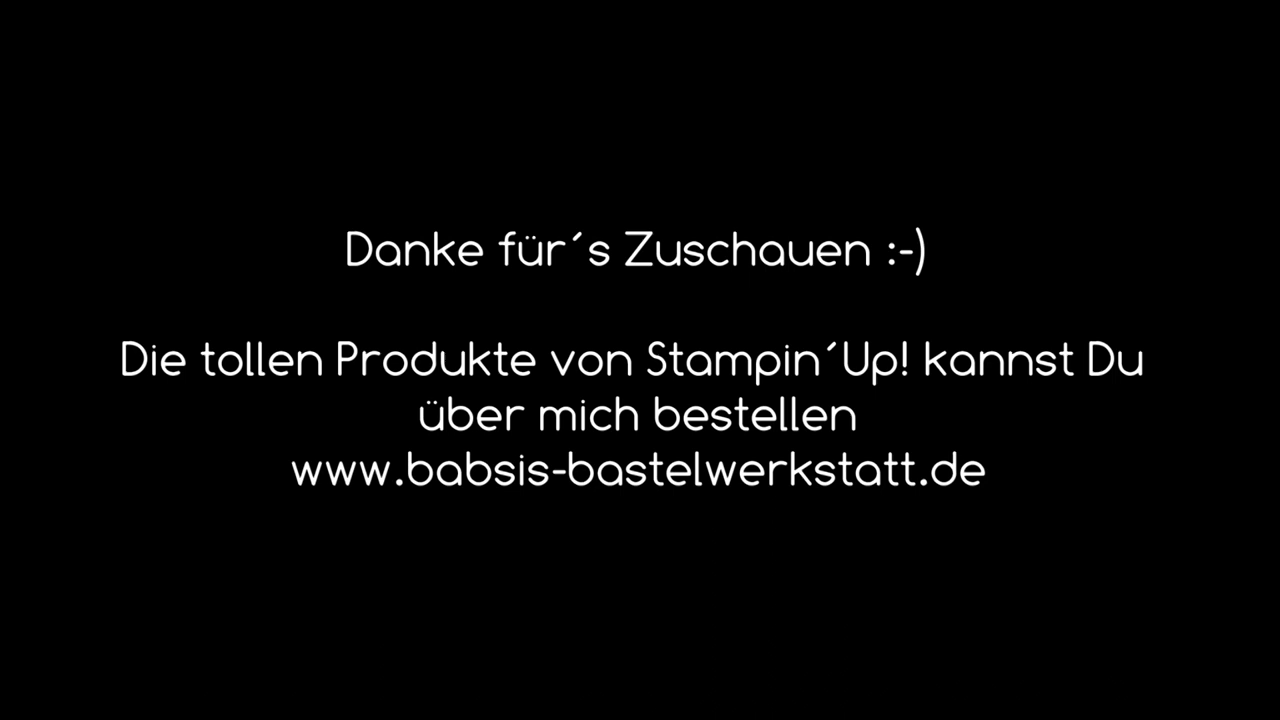 Danke für´s Zuschauen :-)
Die tollen Produkte von Stampin´Up! kannst Du
über mich bestellen
www.babsis-bastelwerkstatt.de